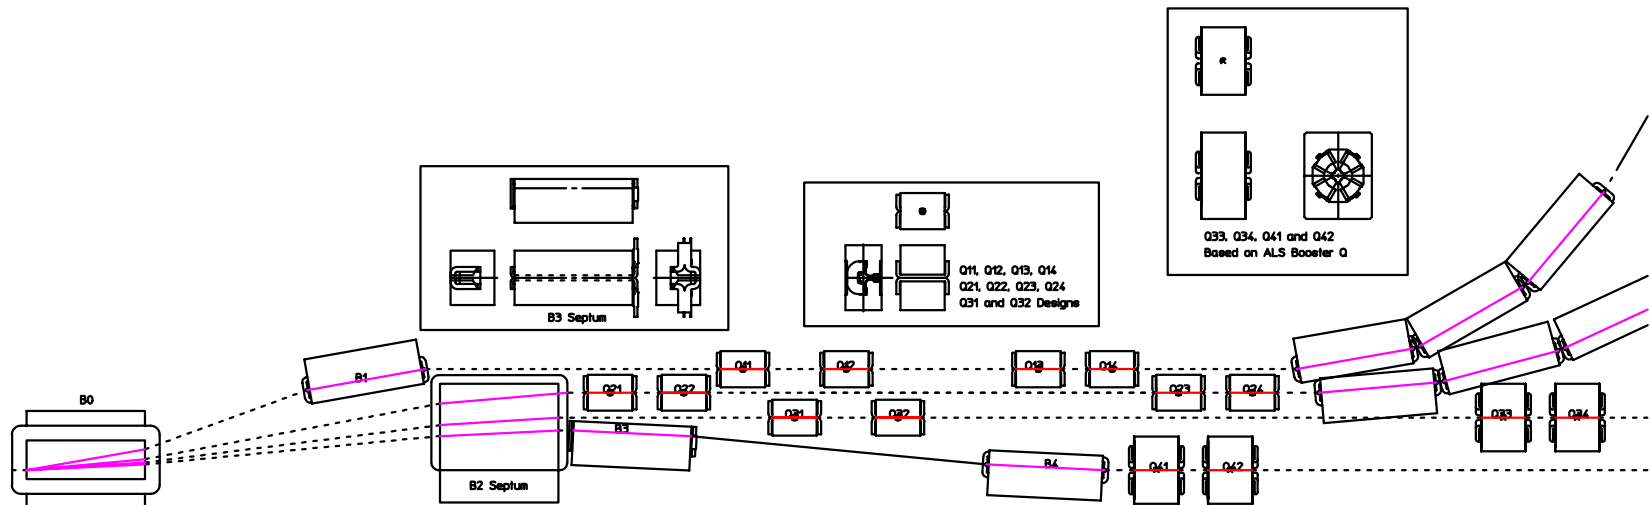 Q33, Q34, Q41 and Q42
Based on ALS Booster Q
Q11, Q12, Q13, Q14
Q21, Q22, Q23, Q24
Q31 and Q32 Designs
B3 Septum
Q11
Q12
Q13
Q14
B1
Q21
Q22
Q23
Q24
B0
Q31
Q32
Q33
Q34
B3
B4
Q41
Q42
B2 Septum